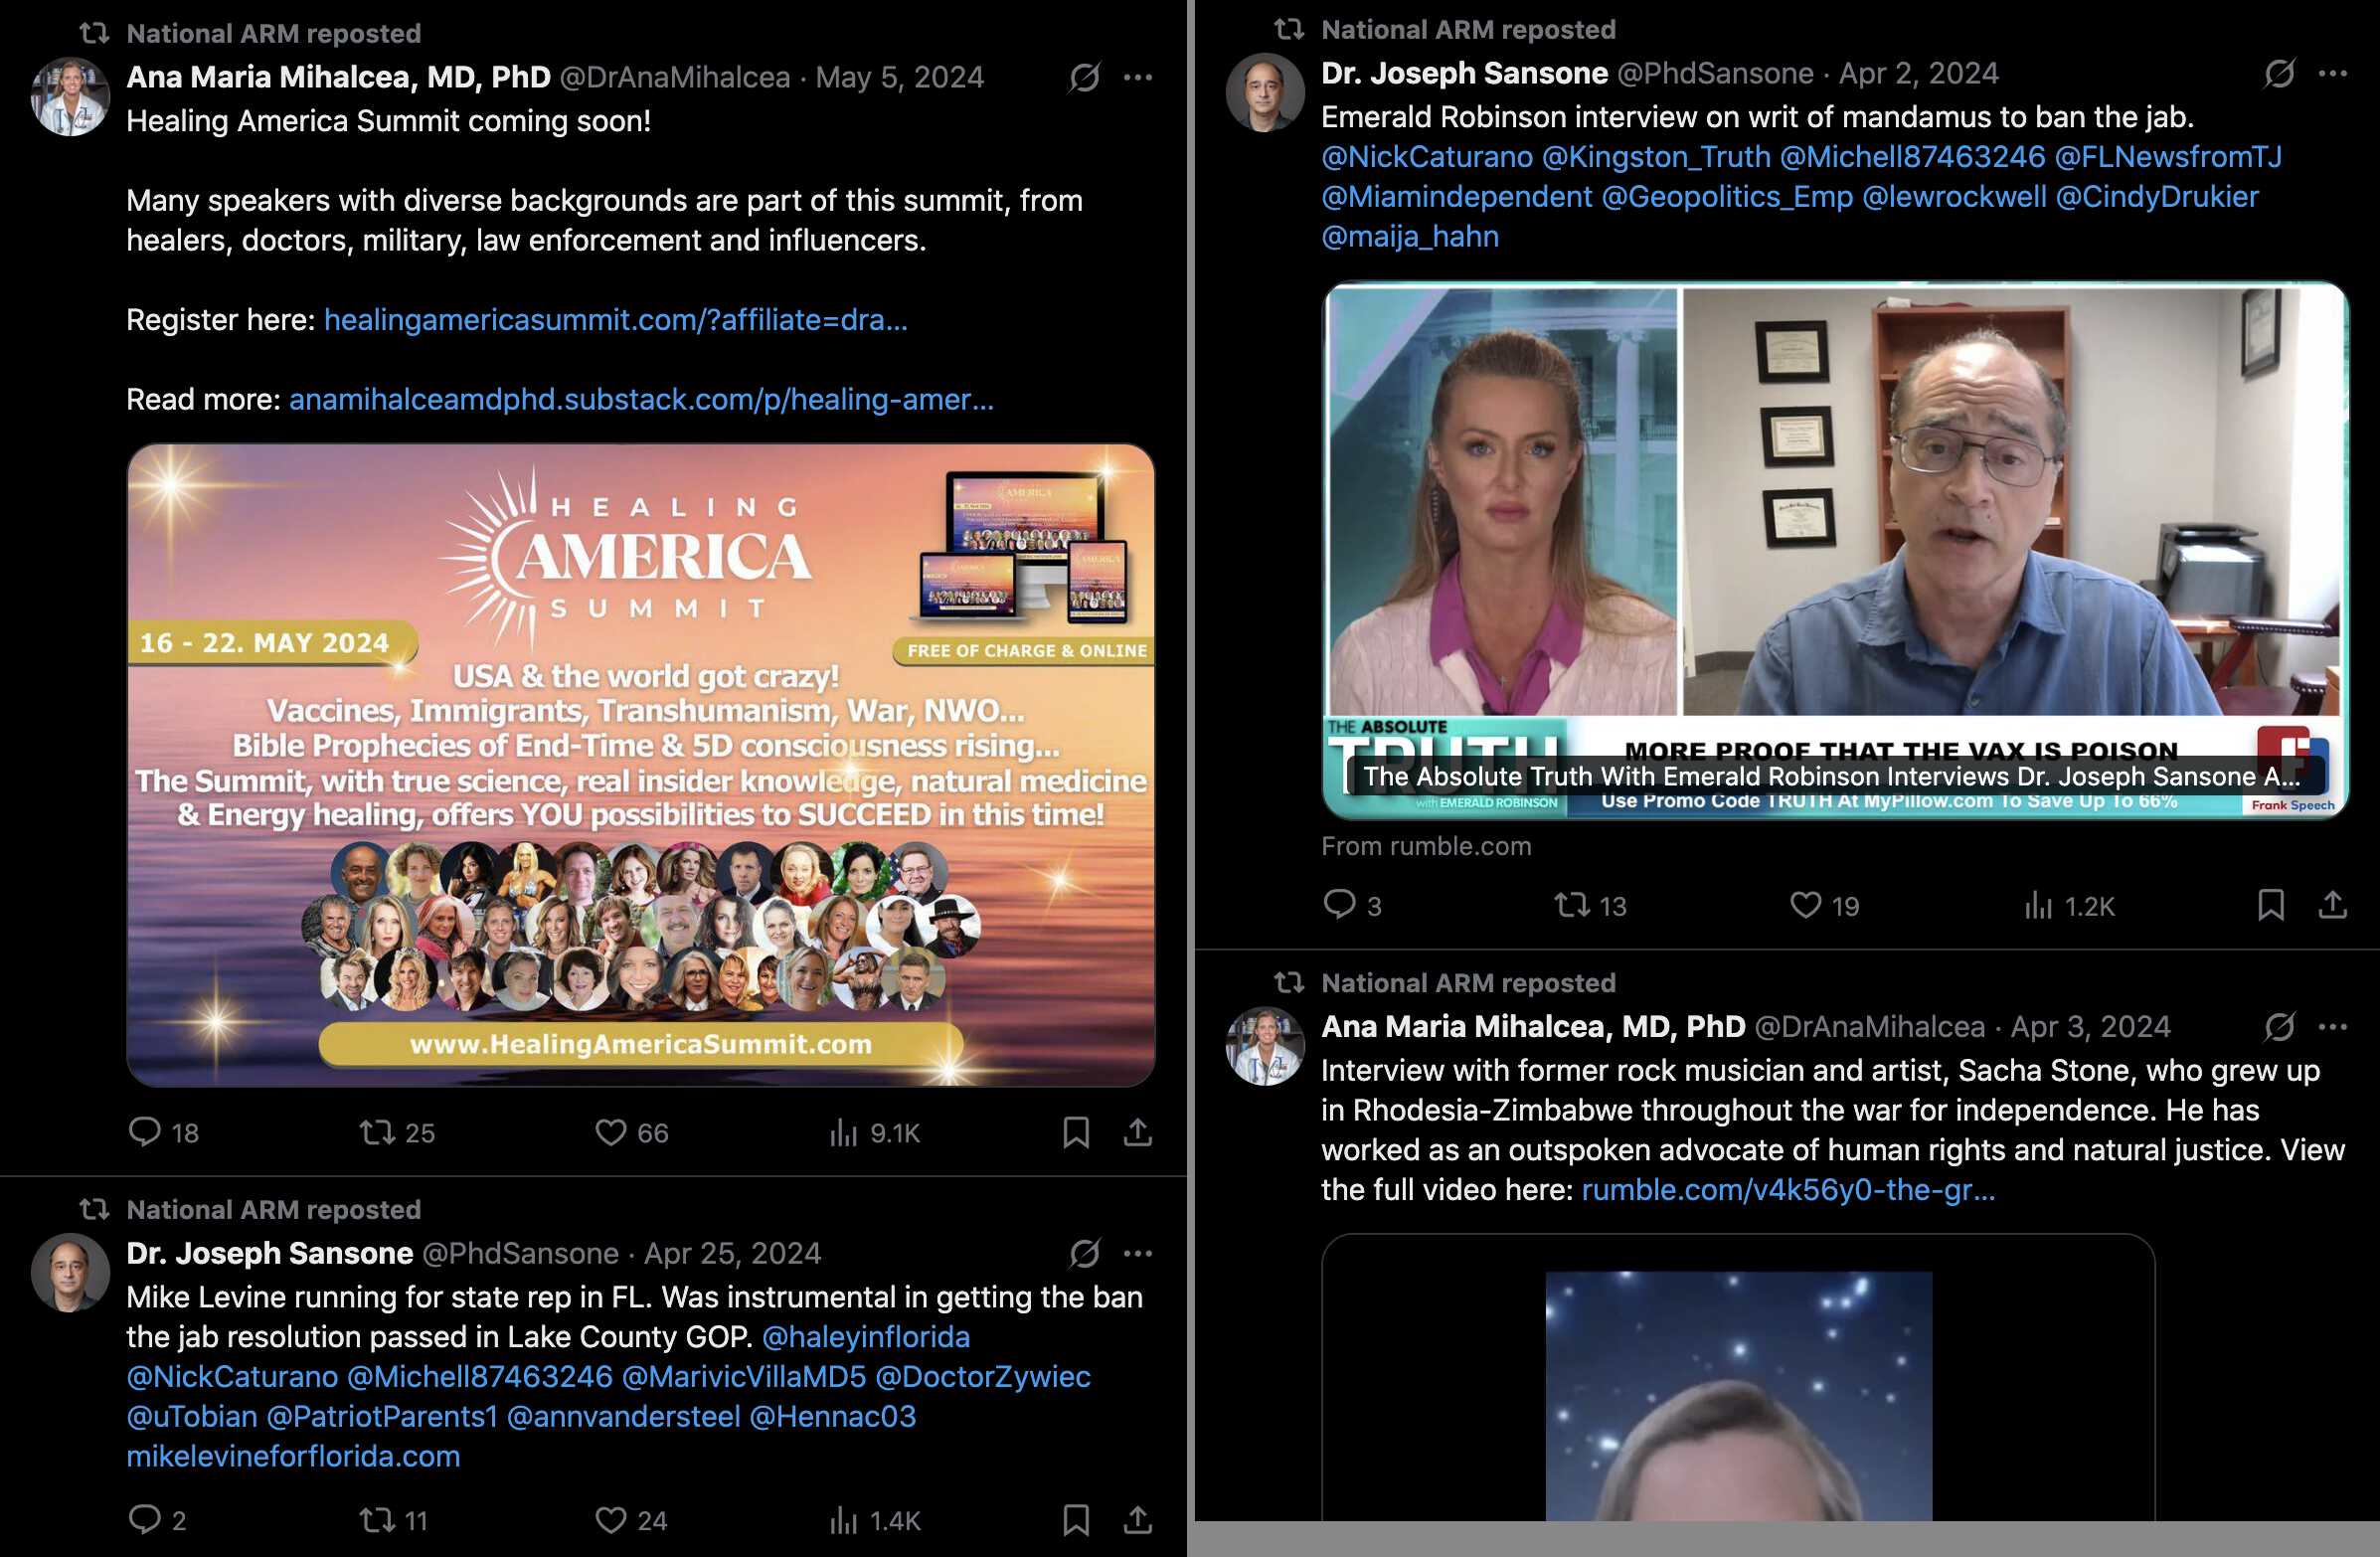 National ARM reposted
Ana Maria Mihalcea, MD, PhD @DrAnaMihalcea · May 5, 2024
Healing America Summit coming soon!
Many speakers with diverse backgrounds are part of this summit, from
healers, doctors, military, law enforcement and influencers.
Register here: healingamericasummit.com/?affiliate=dra...
Read more: anamihalceamdphd.substack.com/p/healing-amer...
HEALING
AMERICA
SUMMIT
16 - 22. MAY 2024
FREE OF CHARGE & ONLINE
USA & the world got crazy!
Vaccines, Immigrants, Transhumanism, War, NWO...
Bible Prophecies of End-Time & 5D consciousness rising...
The Summit, with true science, real insider knowledge, natural medicine
& Energy healing, offers YOU possibilities to SUCCEED in this time!
www.HealingAmericaSummit.com
18 25 66 9.1K
National ARM reposted
Dr. Joseph Sansone @PhdSansone · Apr 25, 2024
Mike Levine running for state rep in FL. Was instrumental in getting the ban
the jab resolution passed in Lake County GOP. @haleyinflorida
@NickCaturano @Michell87463246 @MarivicVillaMD5 @DoctorZywiec
@uTobian @PatriotParents1 @annvandersteel @Hennac03
mikelevineforflorida.com
2 11 24 1.4K
National ARM reposted
Dr. Joseph Sansone @PhdSansone · Apr 2, 2024
Emerald Robinson interview on writ of mandamus to ban the jab.
@NickCaturano @Kingston_Truth @Michell87463246 @FLNewsfromTJ
@Miamindependent @Geopolitics_Emp @lewrockwell @CindyDrukier
@maija_hahn
THE ABSOLUTE
TRUTH
with EMERALD ROBINSON
MORE PROOF THAT THE VAX IS POISON
The Absolute Truth With Emerald Robinson Interviews Dr. Joseph Sansone A...
Use Promo Code TRUTH At MyPillow.com To Save Up To 66%
Frank Speech
From rumble.com
3 13 19 1.2K
National ARM reposted
Ana Maria Mihalcea, MD, PhD @DrAnaMihalcea · Apr 3, 2024
Interview with former rock musician and artist, Sacha Stone, who grew up
in Rhodesia-Zimbabwe throughout the war for independence. He has
worked as an outspoken advocate of human rights and natural justice. View
the full video here: rumble.com/v4k56y0-the-gr...